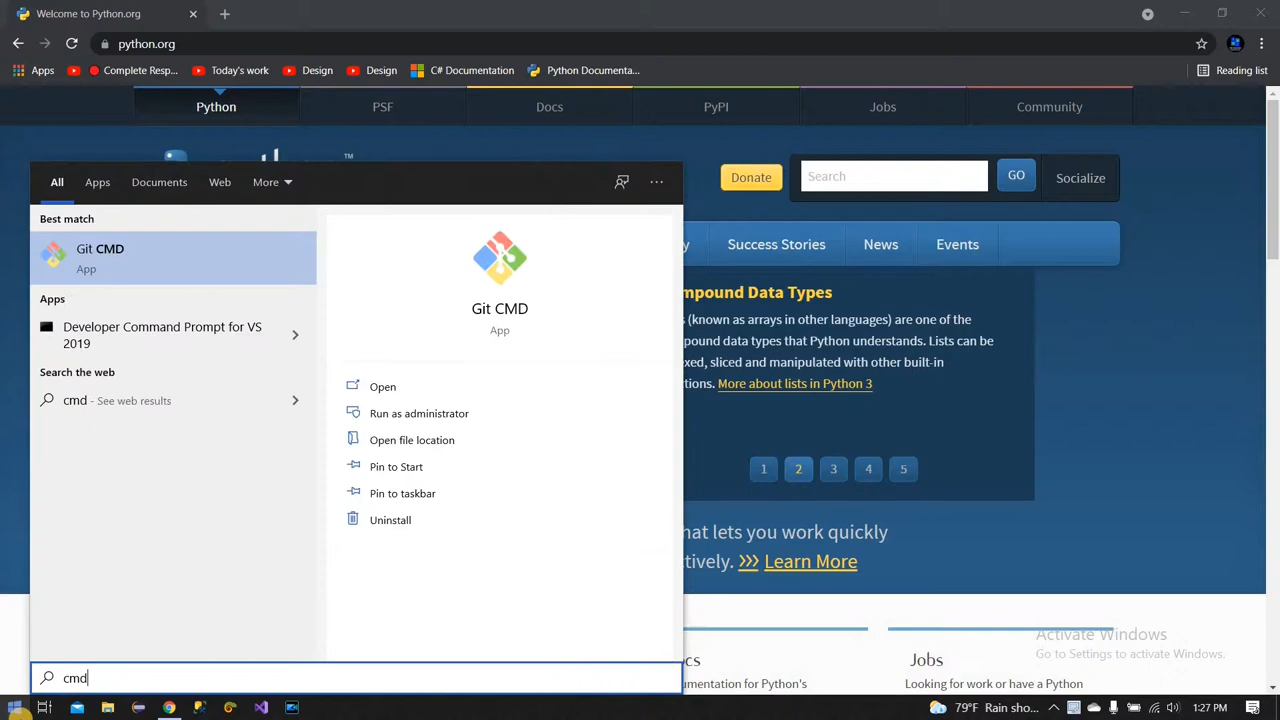 Welcome to Python.org
python.org
Apps
Complete Resp...
Today's work
Design
Design
C# Documentation
Python Documenta...
Reading list
Python
PSF
Docs
PyPI
Jobs
Community
TM
Donate
Search
GO
Socialize
y
Success Stories
News
Events
All
Apps
Documents
Web
More
Best match
Git CMD
App
Apps
Developer Command Prompt for VS
2019
Search the web
cmd - See web results
Git CMD
App
Open
Run as administrator
Open file location
Pin to Start
Pin to taskbar
Uninstall
cmd
mpound Data Types
s (known as arrays in other languages) are one of the
pound data types that Python understands. Lists can be
exed, sliced and manipulated with other built-in
ctions. More about lists in Python 3
1
2
3
4
5
hat lets you work quickly
ctively. >>> Learn More
cs
cumentation for Python's
Jobs
Looking for work or have a Python
Activate Windows
Go to Settings to activate Windows.
79°F Rain sho...
1:27 PM